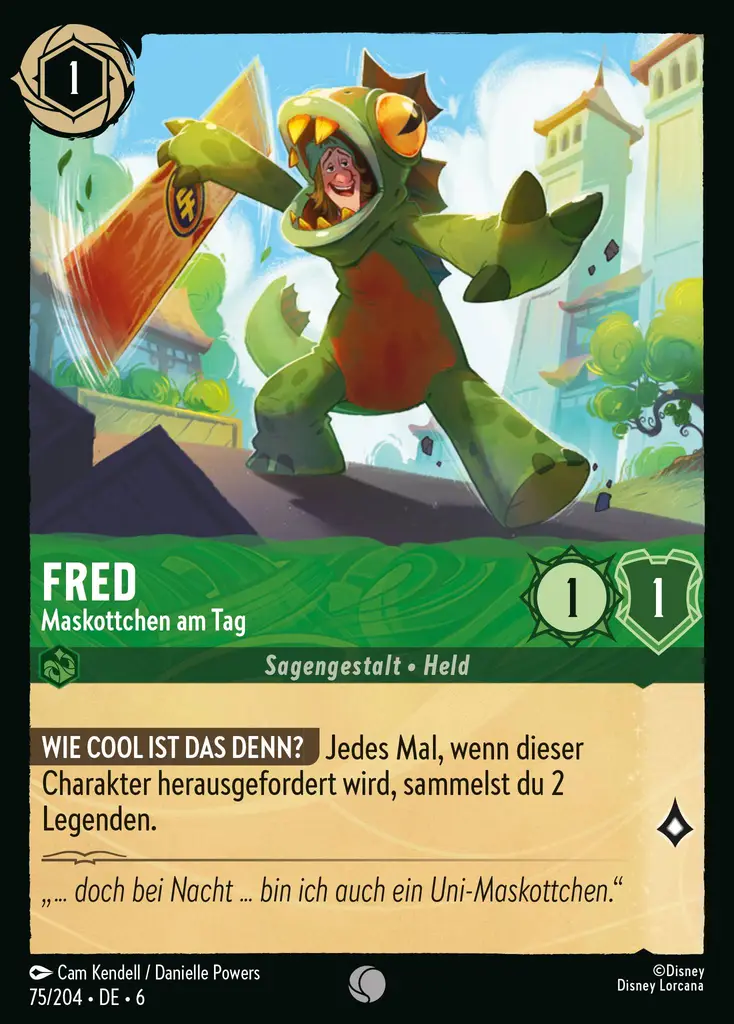 1
SF
FRED
Maskottchen am Tag
1
1
Sagengestalt • Held
WIE COOL IST DAS DENN? Jedes Mal, wenn dieser
Charakter herausgefordert wird, sammelst du 2
Legenden.
„... doch bei Nacht ... bin ich auch ein Uni-Maskottchen.“
Cam Kendell / Danielle Powers
75/204 • DE • 6
©Disney
Disney Lorcana